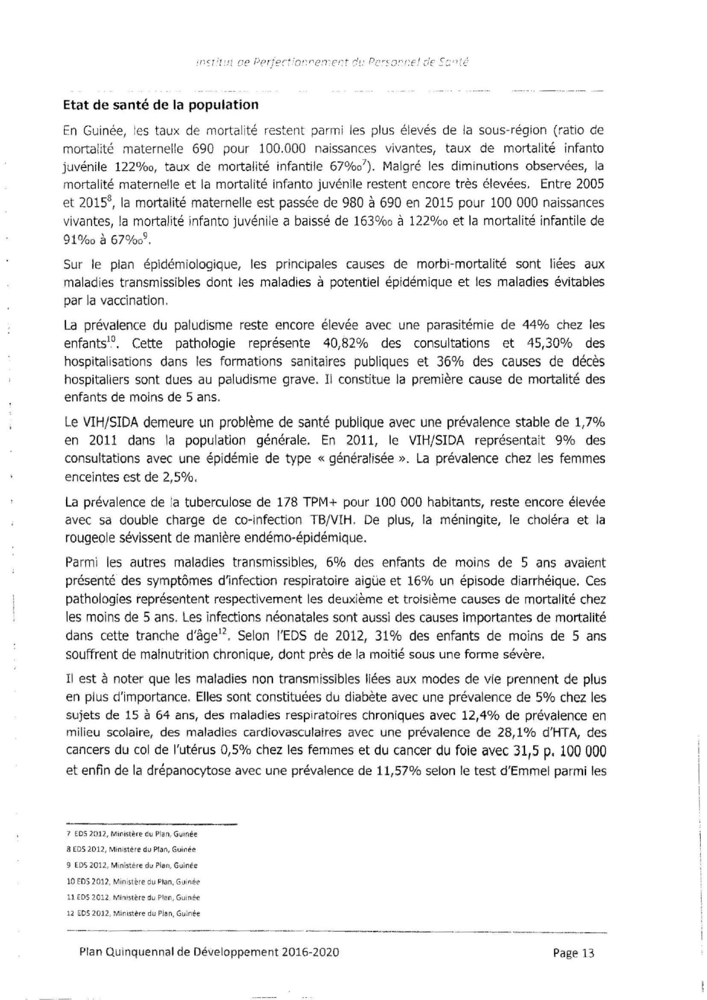 Institut de Perfectionnement du Personnel de Santé
Etat de santé de la population
En Guinée, les taux de mortalité restent parmi les plus élevés de la sous-région (ratio de
mortalité maternelle 690 pour 100.000 naissances vivantes, taux de mortalité infanto
juvénile 122‰, taux de mortalité infantile 67‰⁷). Malgré les diminutions observées, la
mortalité maternelle et la mortalité infanto juvénile restent encore très élevées. Entre 2005
et 2015⁸, la mortalité maternelle est passée de 980 à 690 en 2015 pour 100 000 naissances
vivantes, la mortalité infanto juvénile a baissé de 163‰ à 122‰ et la mortalité infantile de
91‰ à 67‰⁹.
Sur le plan épidémiologique, les principales causes de morbi-mortalité sont liées aux
maladies transmissibles dont les maladies à potentiel épidémique et les maladies évitables
par la vaccination.
La prévalence du paludisme reste encore élevée avec une parasitémie de 44% chez les
enfants¹⁰. Cette pathologie représente 40,82% des consultations et 45,30% des
hospitalisations dans les formations sanitaires publiques et 36% des causes de décès
hospitaliers sont dues au paludisme grave. Il constitue la première cause de mortalité des
enfants de moins de 5 ans.
Le VIH/SIDA demeure un problème de santé publique avec une prévalence stable de 1,7%
en 2011 dans la population générale. En 2011, le VIH/SIDA représentait 9% des
consultations avec une épidémie de type « généralisée ». La prévalence chez les femmes
enceintes est de 2,5%.
La prévalence de la tuberculose de 178 TPM+ pour 100 000 habitants, reste encore élevée
avec sa double charge de co-infection TB/VIH. De plus, la méningite, le choléra et la
rougeole sévissent de manière endémo-épidémique.
Parmi les autres maladies transmissibles, 6% des enfants de moins de 5 ans avaient
présenté des symptômes d'infection respiratoire aigüe et 16% un épisode diarrhéique. Ces
pathologies représentent respectivement les deuxième et troisième causes de mortalité chez
les moins de 5 ans. Les infections néonatales sont aussi des causes importantes de mortalité
dans cette tranche d'âge¹². Selon l'EDS de 2012, 31% des enfants de moins de 5 ans
souffrent de malnutrition chronique, dont près de la moitié sous une forme sévère.
Il est à noter que les maladies non transmissibles liées aux modes de vie prennent de plus
en plus d'importance. Elles sont constituées du diabète avec une prévalence de 5% chez les
sujets de 15 à 64 ans, des maladies respiratoires chroniques avec 12,4% de prévalence en
milieu scolaire, des maladies cardiovasculaires avec une prévalence de 28,1% d'HTA, des
cancers du col de l'utérus 0,5% chez les femmes et du cancer du foie avec 31,5 p. 100 000
et enfin de la drépanocytose avec une prévalence de 11,57% selon le test d'Emmel parmi les
7 EDS 2012, Ministère du Plan, Guinée
8 EDS 2012, Ministère du Plan, Guinée
9 EDS 2012, Ministère du Plan, Guinée
10 EDS 2012, Ministère du Plan, Guinée
11 EDS 2012, Ministère du Plan, Guinée
12 EDS 2012, Ministère du Plan, Guinée
Plan Quinquennal de Développement 2016-2020 Page 13